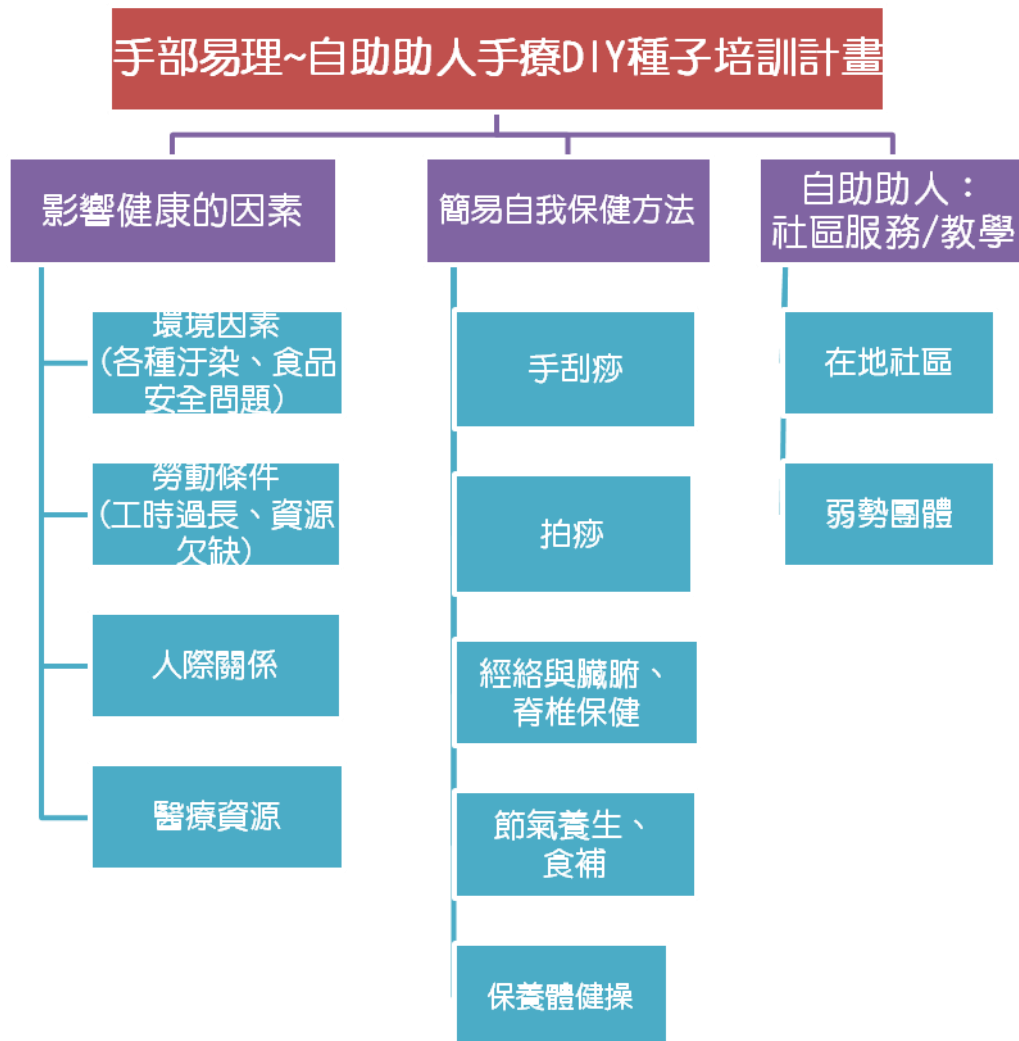 手部易理~自助助人手療DIY種子培訓計畫
影響健康的因素
環境因素
(各種汙染、食品
安全問題)
勞動條件
(工時過長、資源
欠缺)
人際關係
醫療資源
簡易自我保健方法
手刮痧
拍痧
經絡與臟腑、
脊椎保健
節氣養生、
食補
保養體健操
自助助人：
社區服務/教學
在地社區
弱勢團體